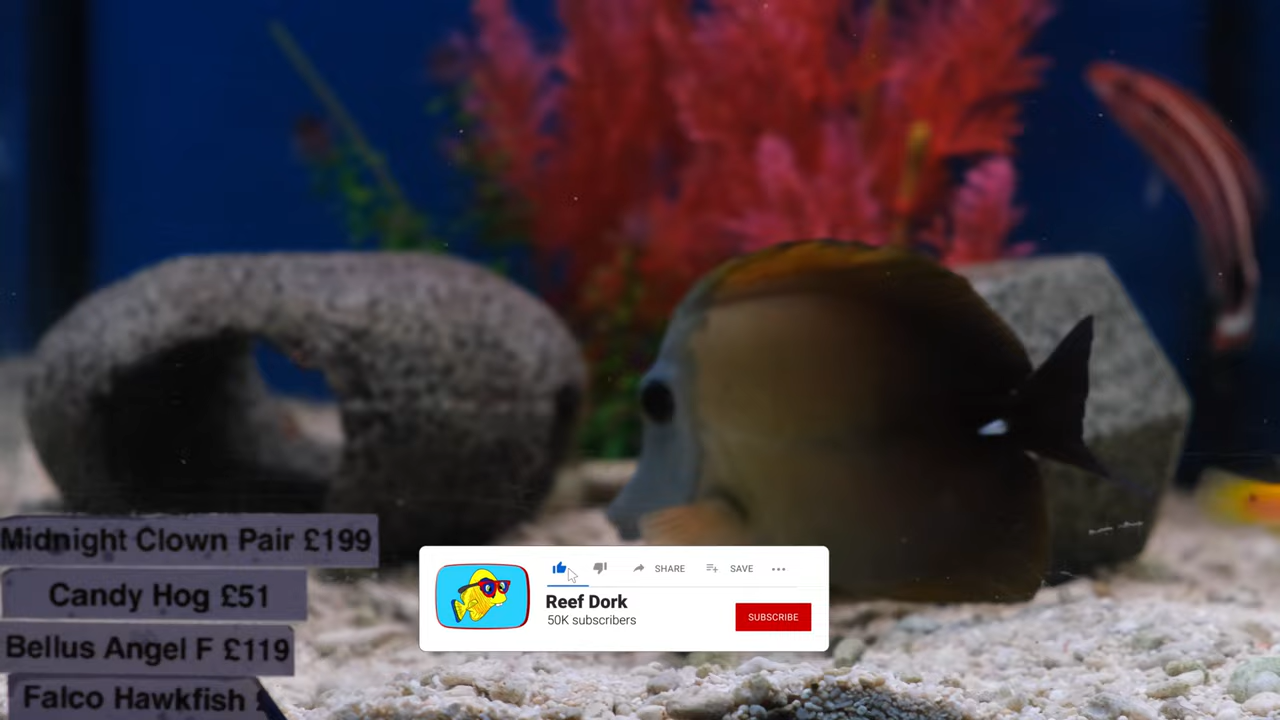 Midnight Clown Pair £199
Candy Hog £51
Bellus Angel F £119
Falco Hawkfish
SHARE
SAVE
Reef Dork
50K subscribers
SUBSCRIBE